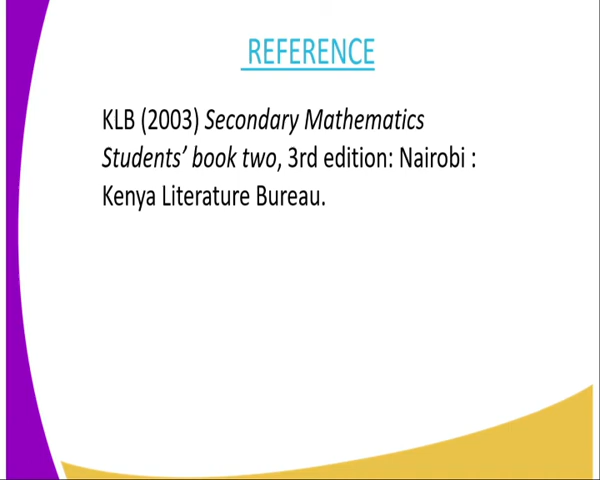 REFERENCE
KLB (2003) Secondary Mathematics
Students’ book two, 3rd edition: Nairobi :
Kenya Literature Bureau.